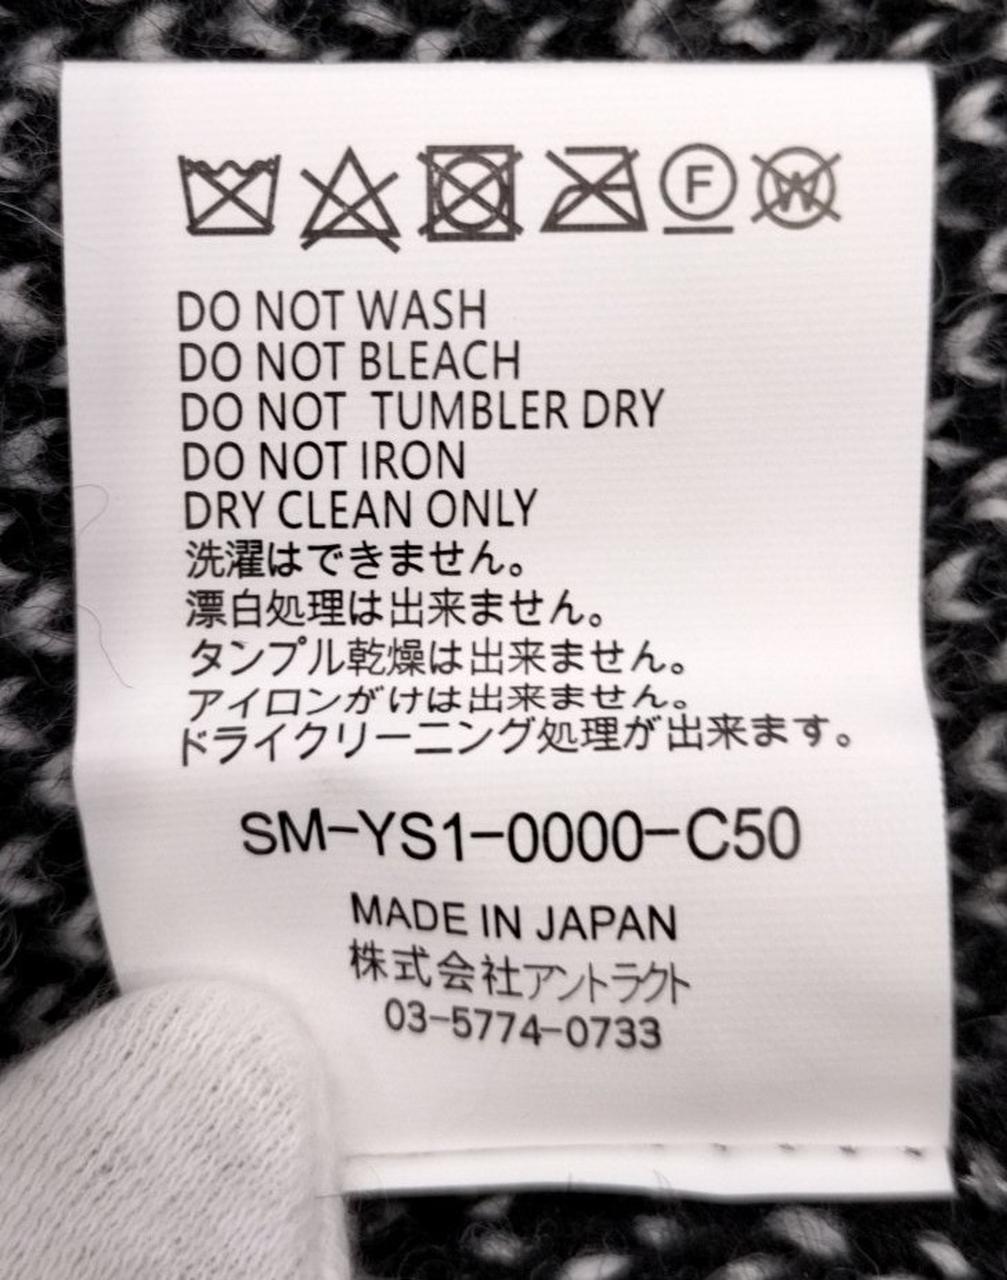 F W
DO NOT WASH
DO NOT BLEACH
DO NOT TUMBLER DRY
DO NOT IRON
DRY CLEAN ONLY
洗濯はできません。
漂白処理は出来ません。
タンブル乾燥は出来ません。
アイロンがけは出来ません。
ドライクリーニング処理が出来ます。
SM-YS1-0000-C50
MADE IN JAPAN
株式会社アントラクト
03-5774-0733